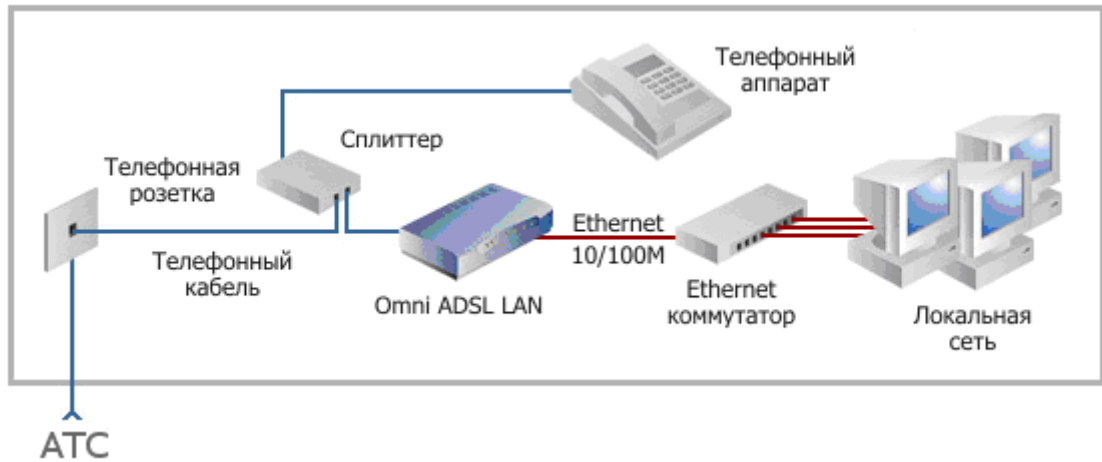 Телефонный
аппарат
Сплиттер
Телефонная
розетка
Телефонный
кабель
Omni ADSL LAN
Ethernet
10/100M
Ethernet
коммутатор
Локальная
сеть
АТС